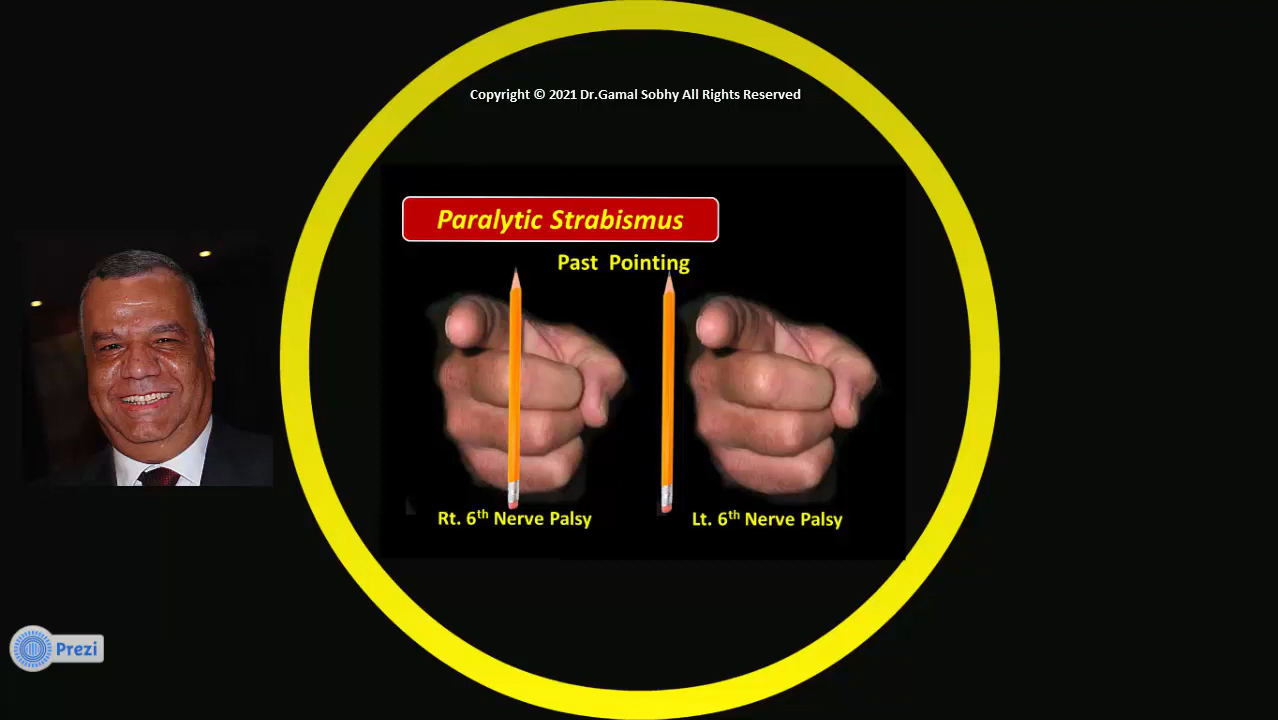 Copyright © 2021 Dr.Gamal Sobhy All Rights Reserved
Paralytic Strabismus
Past Pointing
Rt. 6th Nerve Palsy
Lt. 6th Nerve Palsy
Prezi